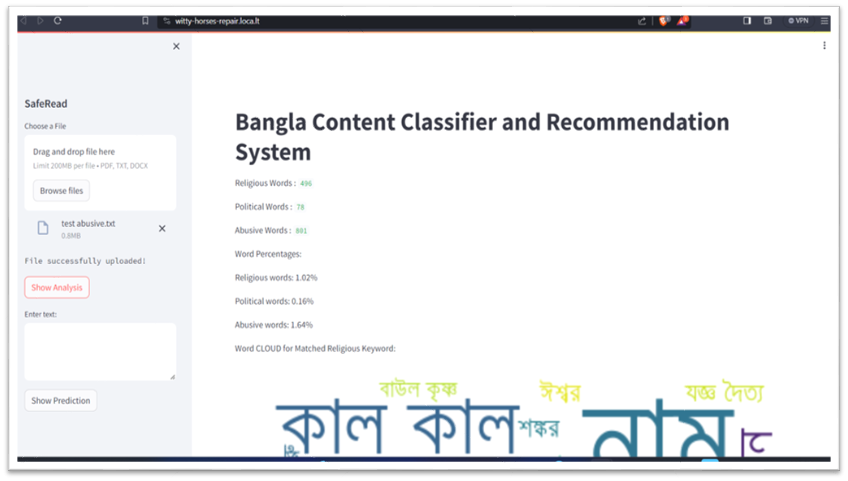 witty-horses-repair.loca.lt
VPN
SafeRead
Choose a File
Drag and drop file here
Limit 200MB per file • PDF, TXT, DOCX
Browse files
test abusive.txt
0.8MB
File successfully uploaded!
Show Analysis
Enter text:
Show Prediction
Bangla Content Classifier and Recommendation
System
Religious Words : 496
Political Words : 78
Abusive Words : 801
Word Percentages:
Religious words: 1.02%
Political words: 0.16%
Abusive words: 1.64%
Word CLOUD for Matched Religious Keyword:
বাউল কৃষ্ণ ঈশ্বর যজ্ঞ দৈত্য
কাল কাল শঙ্কর নাম